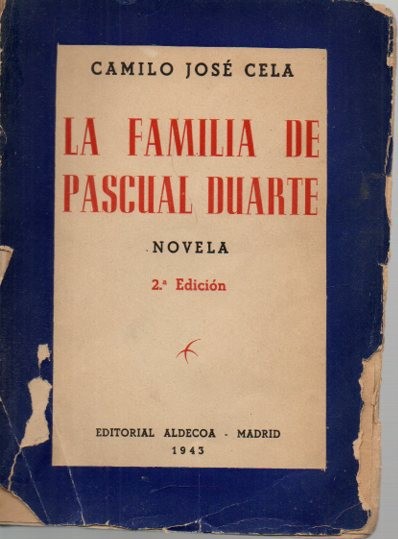 CAMILO JOSÉ CELA
LA FAMILIA DE
PASCUAL DUARTE
NOVELA
2.ª Edición
EDITORIAL ALDECOA - MADRID
1943